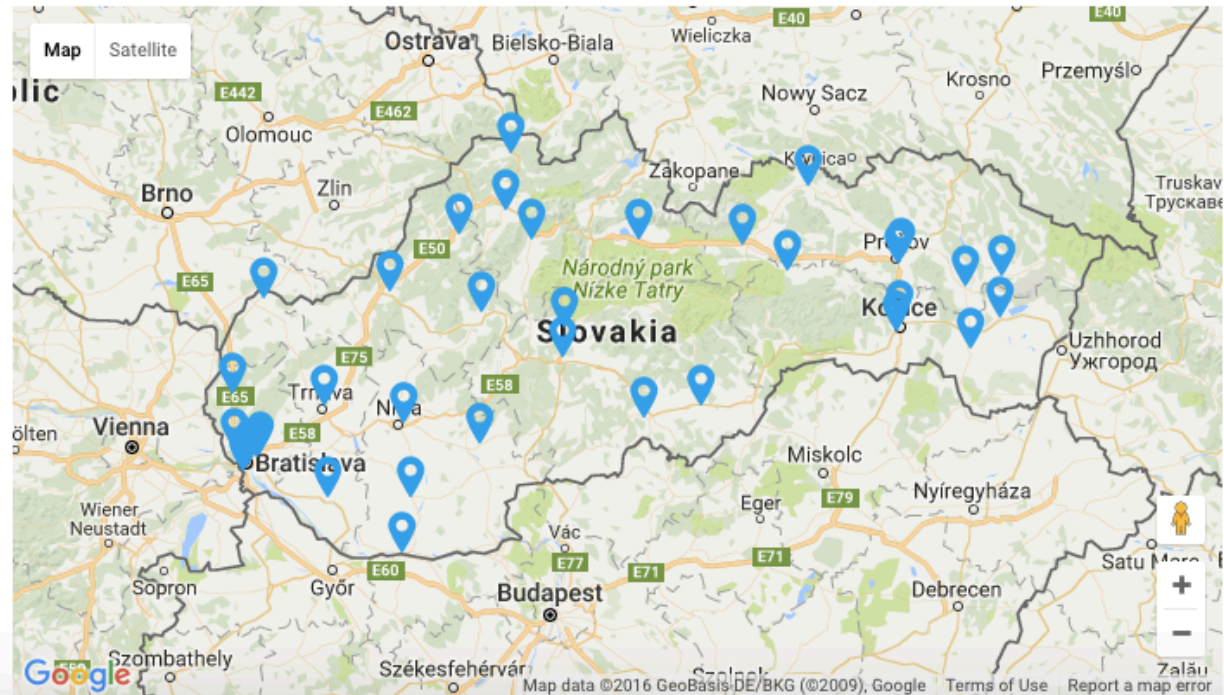 Map Satellite
E40
E40
Ostrava
Bielsko-Biala
Wieliczka
Przemyślo
Krosno
E442
E462
Nowy Sacz
Olomouc
Zlin
Zakopane
Krynica
Brno
Truskav
Трускаве
E50
Prešov
E65
Národný park
Nízke Tatry
Slovakia
Košice
Uzhhorod
Ужгород
E75
E58
Trnava
E65
Nitra
Vienna
ölten
E58
Bratislava
Miskolc
Wiener
Neustadt
Eger
E79
Nyíregyháza
Vác
E77
E71
E71
Satu Mare
Sopron
Győr
E60
Budapest
Debrecen
Szombathely
Székesfehérvár
Szolnok
Zalău
Google
Map data ©2016 GeoBasis-DE/BKG (©2009), Google Terms of Use Report a map error